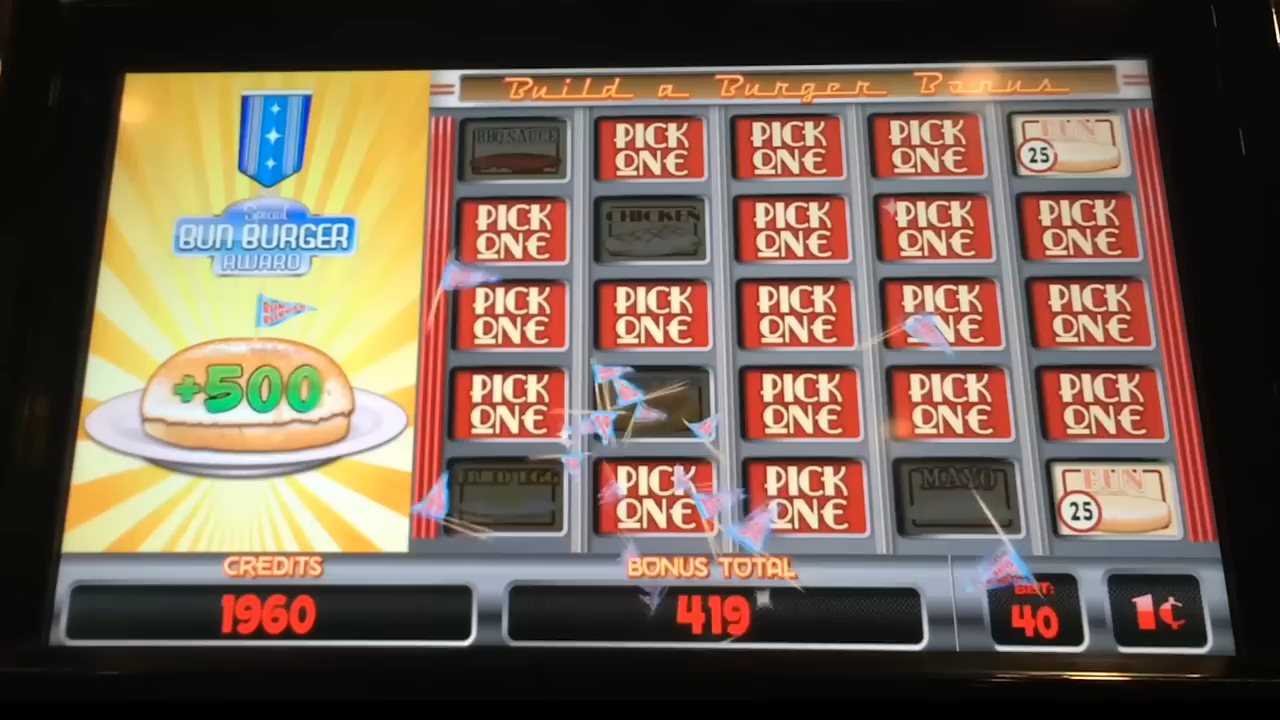 Build a Burger Bonus
Special
BUN BURGER
AWARD
BUN BURGER
+500
BBQ SAUCE
PICK ONE
PICK ONE
PICK ONE
BUN
25
PICK ONE
CHICKEN
PICK ONE
PICK ONE
PICK ONE
PICK ONE
PICK ONE
PICK ONE
PICK ONE
PICK ONE
PICK ONE
PICK ONE
PICK ONE
PICK ONE
FRIED EGG
PICK ONE
PICK ONE
MAYO
BUN
25
CREDITS
1960
BONUS TOTAL
419
BET:
40
1¢